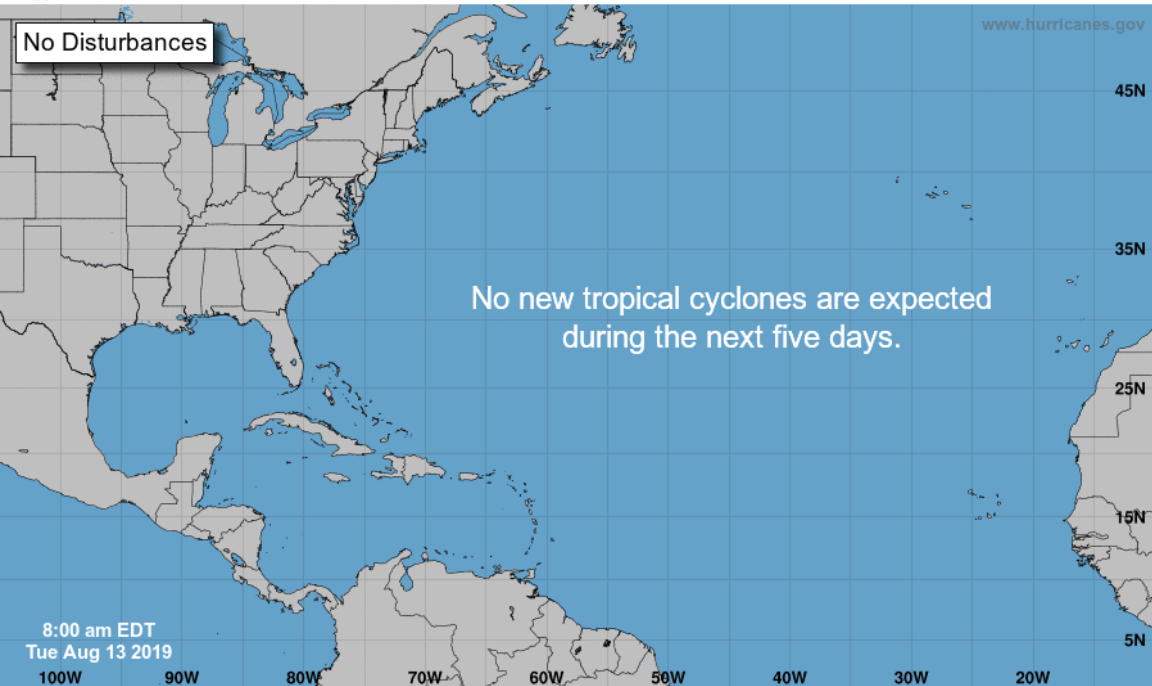 No Disturbances
www.hurricanes.gov
45N
35N
No new tropical cyclones are expected
during the next five days.
25N
15N
8:00 am EDT
Tue Aug 13 2019
5N
100W 90W 80W 70W 60W 50W 40W 30W 20W